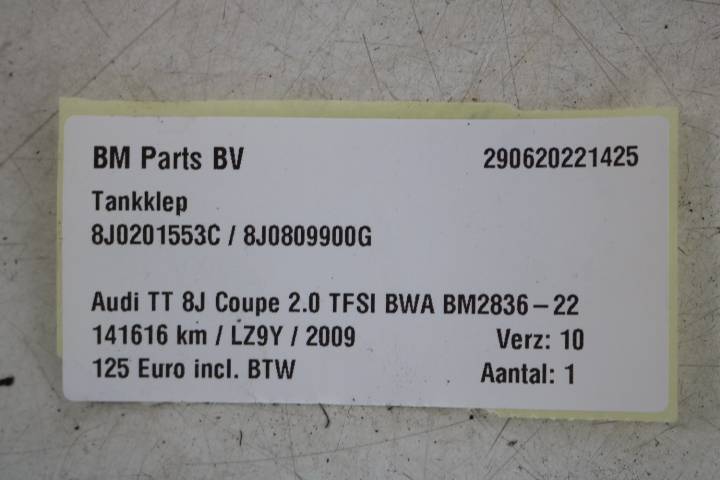 BM Parts BV 290620221425
Tankklep
8J0201553C / 8J0809900G
Audi TT 8J Coupe 2.0 TFSI BWA BM2836-22
141616 km / LZ9Y / 2009 Verz: 10
125 Euro incl. BTW Aantal: 1